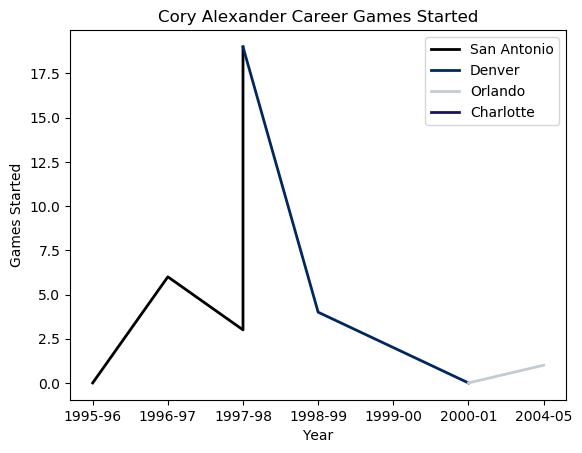 Cory Alexander Career Games Started
San Antonio
Denver
Orlando
Charlotte
Games Started
17.5
15.0
12.5
10.0
7.5
5.0
2.5
0.0
1995-96 1996-97 1997-98 1998-99 1999-00 2000-01 2004-05
Year